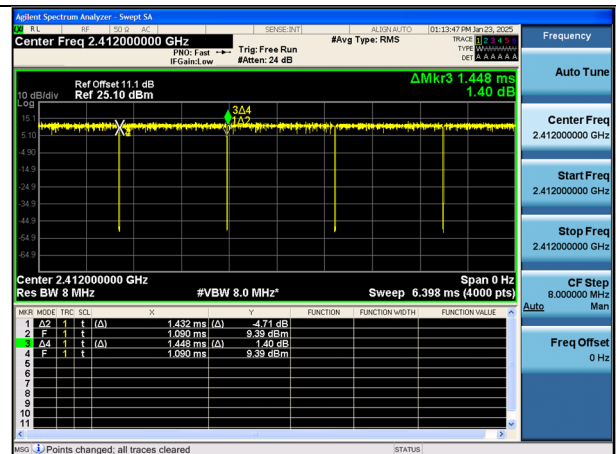 Agilent Spectrum Analyzer - Swept SA
RL RF 50 Ω AC SENSE:INT ALIGN AUTO 01:13:47 PM Jan 23, 2025
Center Freq 2.412000000 GHz
PNO: Fast
IFGain:Low
Trig: Free Run
#Atten: 24 dB
#Avg Type: RMS
TRACE 1 2 3 4 5 6
TYPE
DET A A A A A A
Frequency
Ref Offset 11.1 dB
Ref 25.10 dBm
ΔMkr3 1.448 ms
1.40 dB
10 dB/div
Log
15.1
5.10
-4.90
-14.9
-24.9
-34.9
-44.9
-54.9
-64.9
3Δ4
1Δ2
Center 2.412000000 GHz
Span 0 Hz
Res BW 8 MHz
#VBW 8.0 MHz*
Sweep 6.398 ms (4000 pts)
MKR MODE TRC SCL X Y FUNCTION FUNCTION WIDTH FUNCTION VALUE
1 Δ2 1 t (Δ) 1.432 ms (Δ) -4.71 dB
2 F 1 t 1.090 ms 9.39 dBm
3 Δ4 1 t (Δ) 1.448 ms (Δ) 1.40 dB
4 F 1 t 1.090 ms 9.39 dBm
5
6
7
8
9
10
11
Auto Tune
Center Freq
2.412000000 GHz
Start Freq
2.412000000 GHz
Stop Freq
2.412000000 GHz
CF Step
8.000000 MHz
Auto Man
Freq Offset
0 Hz
MSG Points changed; all traces cleared
STATUS